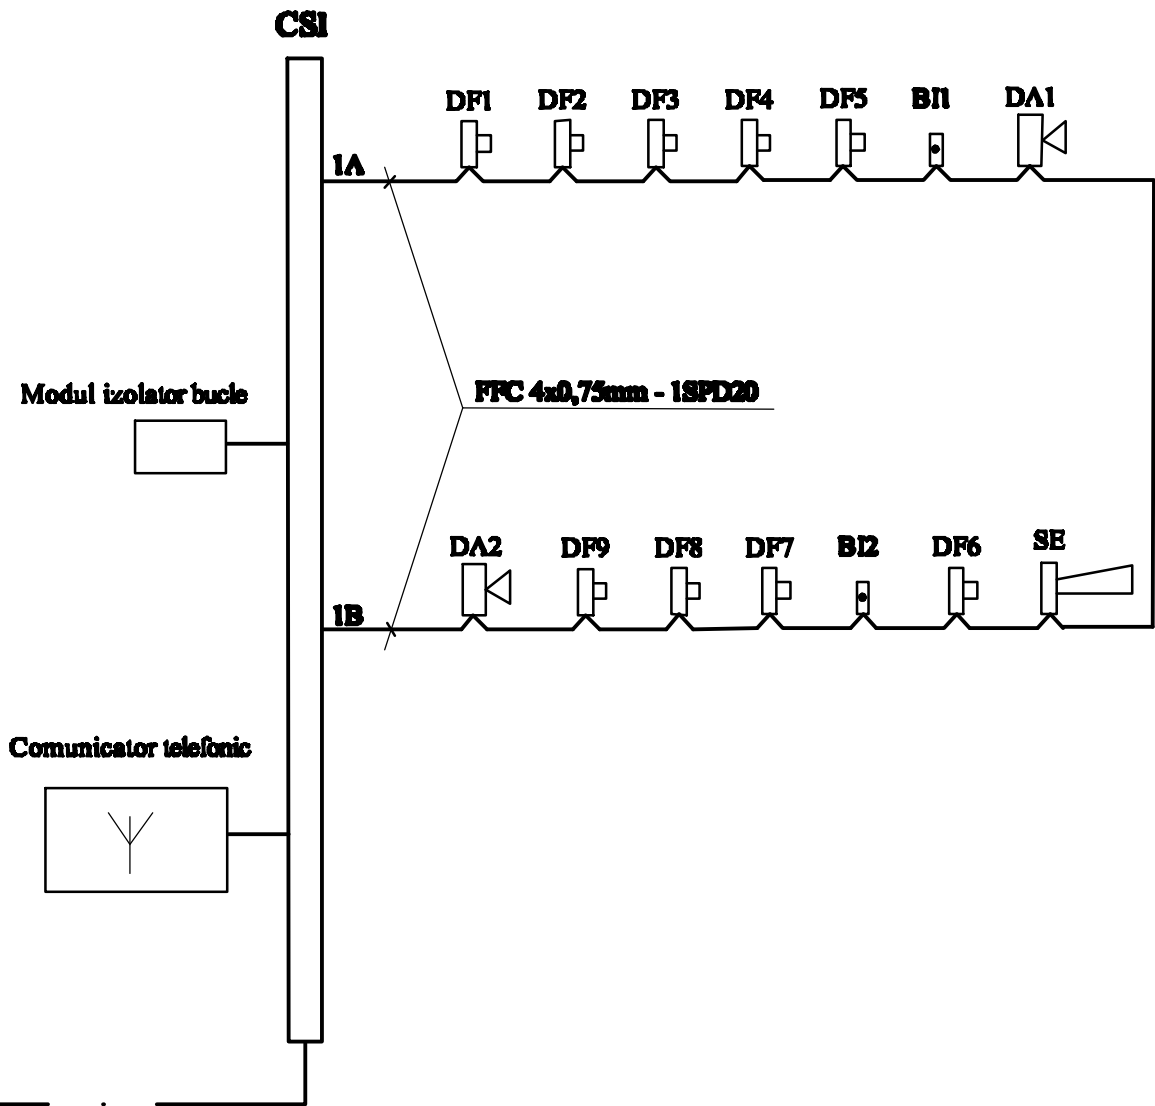 CSI
DF1 DF2 DF3 DF4 DF5 BI1 DA1
1A
Modul izolator bucle
FFC 4x0,75mm - 1SPD20
DA2 DF9 DF8 DF7 BI2 DF6 SE
1B
Comunicator telefonic